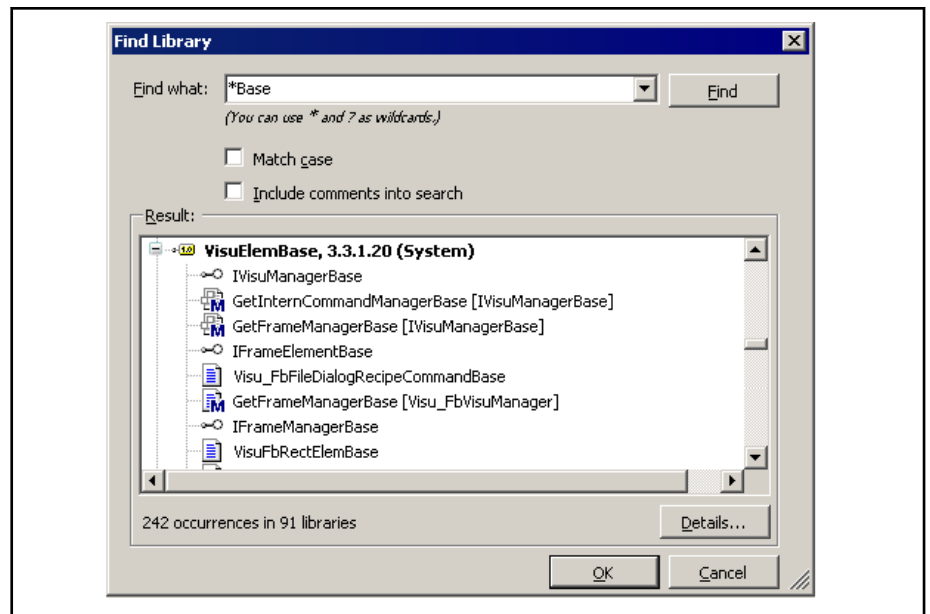 Find Library
Find what: *Base Find
(You can use * and ? as wildcards.)
Match case
Include comments into search
Result:
VisuElemBase, 3.3.1.20 (System)
IVisuManagerBase
GetInternCommandManagerBase [IVisuManagerBase]
GetFrameManagerBase [IVisuManagerBase]
IFrameElementBase
Visu_FbFileDialogRecipeCommandBase
GetFrameManagerBase [Visu_FbVisuManager]
IFrameManagerBase
VisuFbRectElemBase
242 occurrences in 91 libraries Details...
OK Cancel